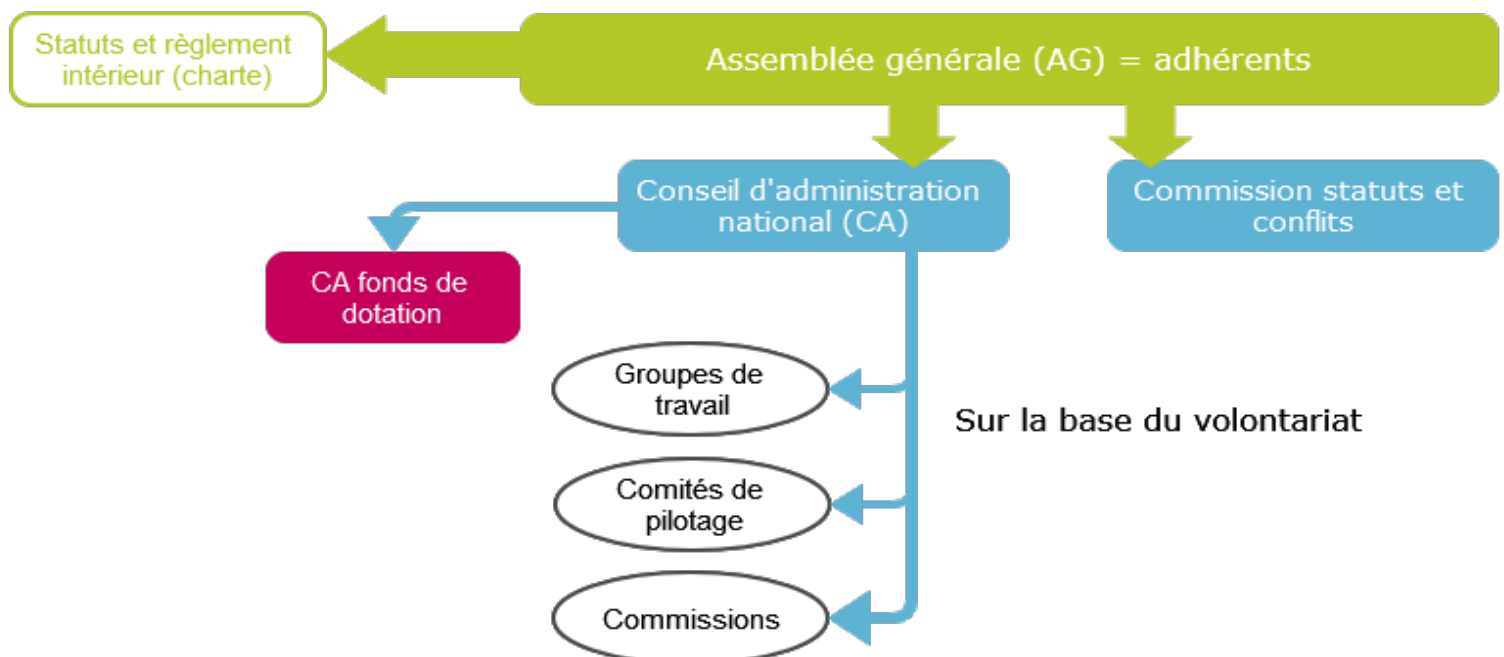 Statuts et règlement
intérieur (charte)
Assemblée générale (AG) = adhérents
Conseil d'administration
national (CA)
Commission statuts et
conflits
CA fonds de
dotation
Groupes de
travail
Sur la base du volontariat
Comités de
pilotage
Commissions